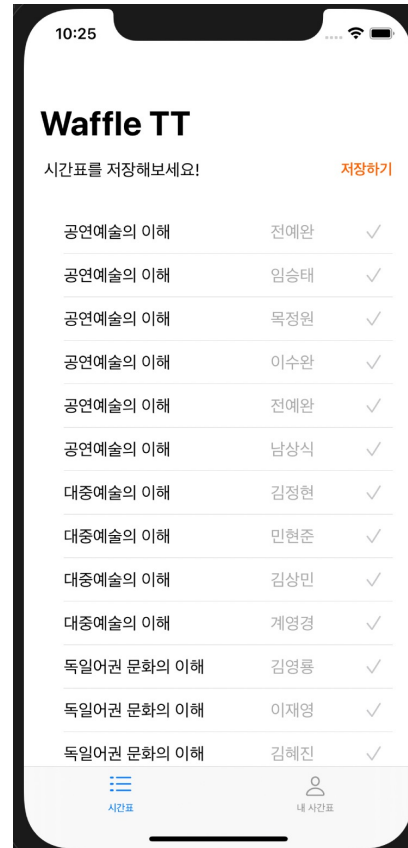 10:25
Waffle TT
시간표를 저장해보세요! 저장하기
공연예술의 이해 전예완
공연예술의 이해 임승태
공연예술의 이해 목정원
공연예술의 이해 이수완
공연예술의 이해 전예완
공연예술의 이해 남상식
대중예술의 이해 김정현
대중예술의 이해 민현준
대중예술의 이해 김상민
대중예술의 이해 계영경
독일어권 문화의 이해 김영룡
독일어권 문화의 이해 이재영
독일어권 문화의 이해 김혜진
시간표 내 사간표